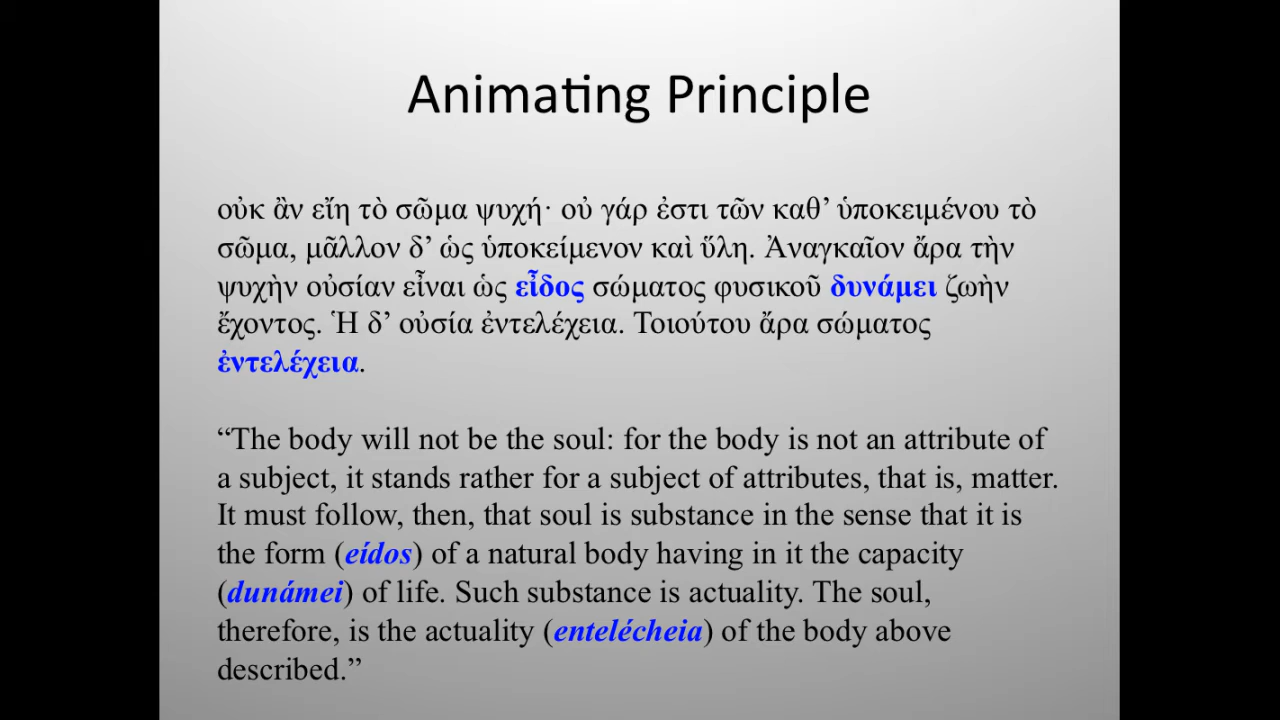 Animating Principle
οὐκ ἂν εἴη τὸ σῶμα ψυχή· οὐ γάρ ἐστι τῶν καθ’ ὑποκειμένου τὸ
σῶμα, μᾶλλον δ’ ὡς ὑποκείμενον καὶ ὕλη. Ἀναγκαῖον ἄρα τὴν
ψυχὴν οὐσίαν εἶναι ὡς εἶδος σώματος φυσικοῦ δυνάμει ζωὴν
ἔχοντος. Ἡ δ’ οὐσία ἐντελέχεια. Τοιούτου ἄρα σώματος
ἐντελέχεια.
“The body will not be the soul: for the body is not an attribute of
a subject, it stands rather for a subject of attributes, that is, matter.
It must follow, then, that soul is substance in the sense that it is
the form (eídos) of a natural body having in it the capacity
(dunámei) of life. Such substance is actuality. The soul,
therefore, is the actuality (entelécheia) of the body above
described.”